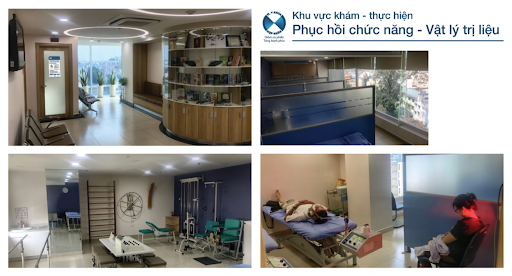 Khu vực khám - thực hiện
Phục hồi chức năng - Vật lý trị liệu